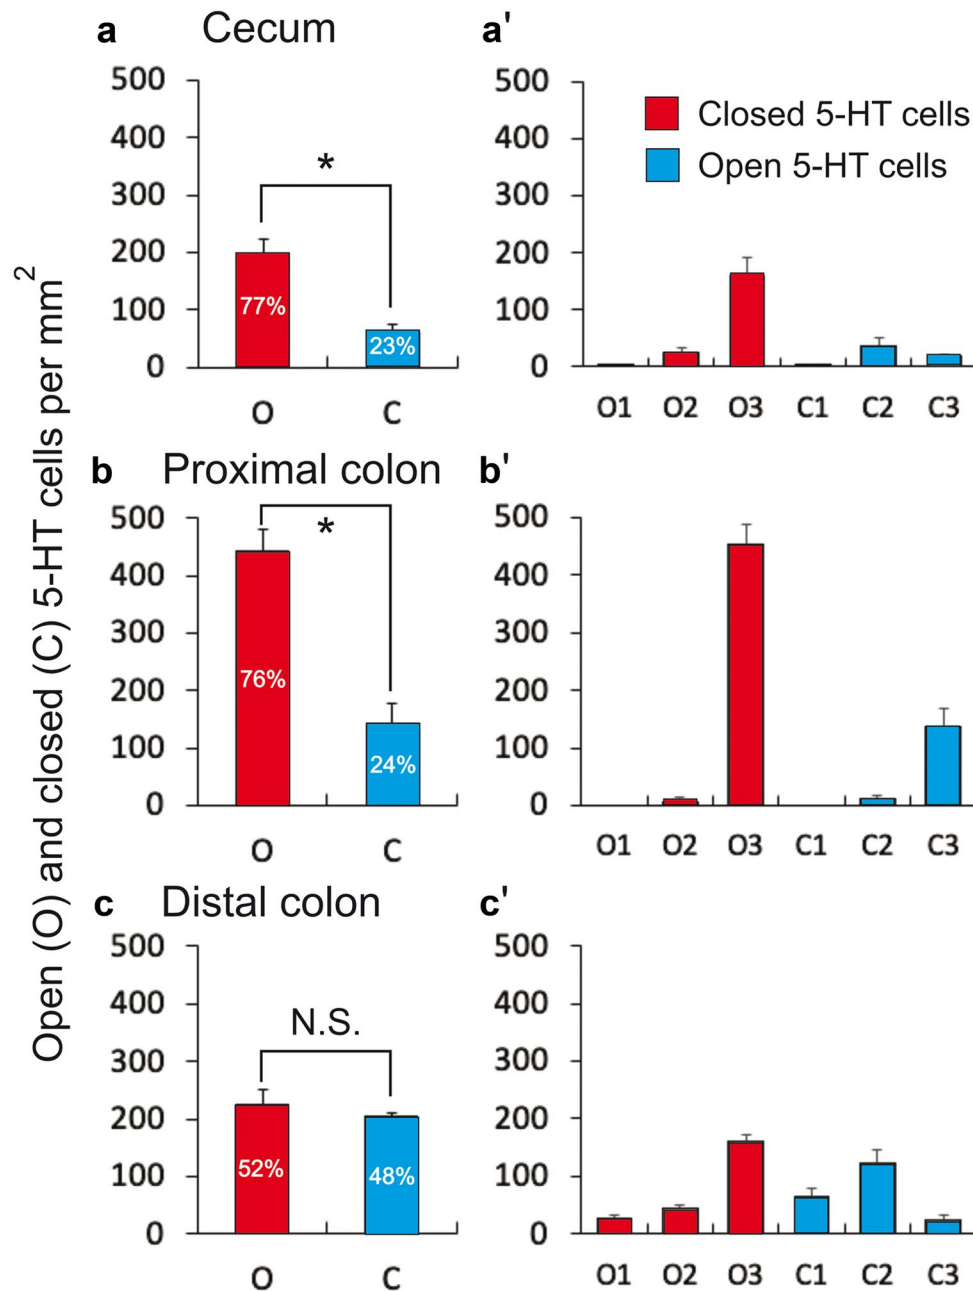 Open (O) and closed (C) 5-HT cells per mm²
a Cecum
500
400
300
200
100
0
*
77%
23%
O C
a'
500
400
300
200
100
0
Closed 5-HT cells
Open 5-HT cells
O1 O2 O3 C1 C2 C3
b Proximal colon
500
400
300
200
100
0
*
76%
24%
O C
b'
500
400
300
200
100
0
O1 O2 O3 C1 C2 C3
c Distal colon
500
400
300
200
100
0
N.S.
52%
48%
O C
c'
500
400
300
200
100
0
O1 O2 O3 C1 C2 C3